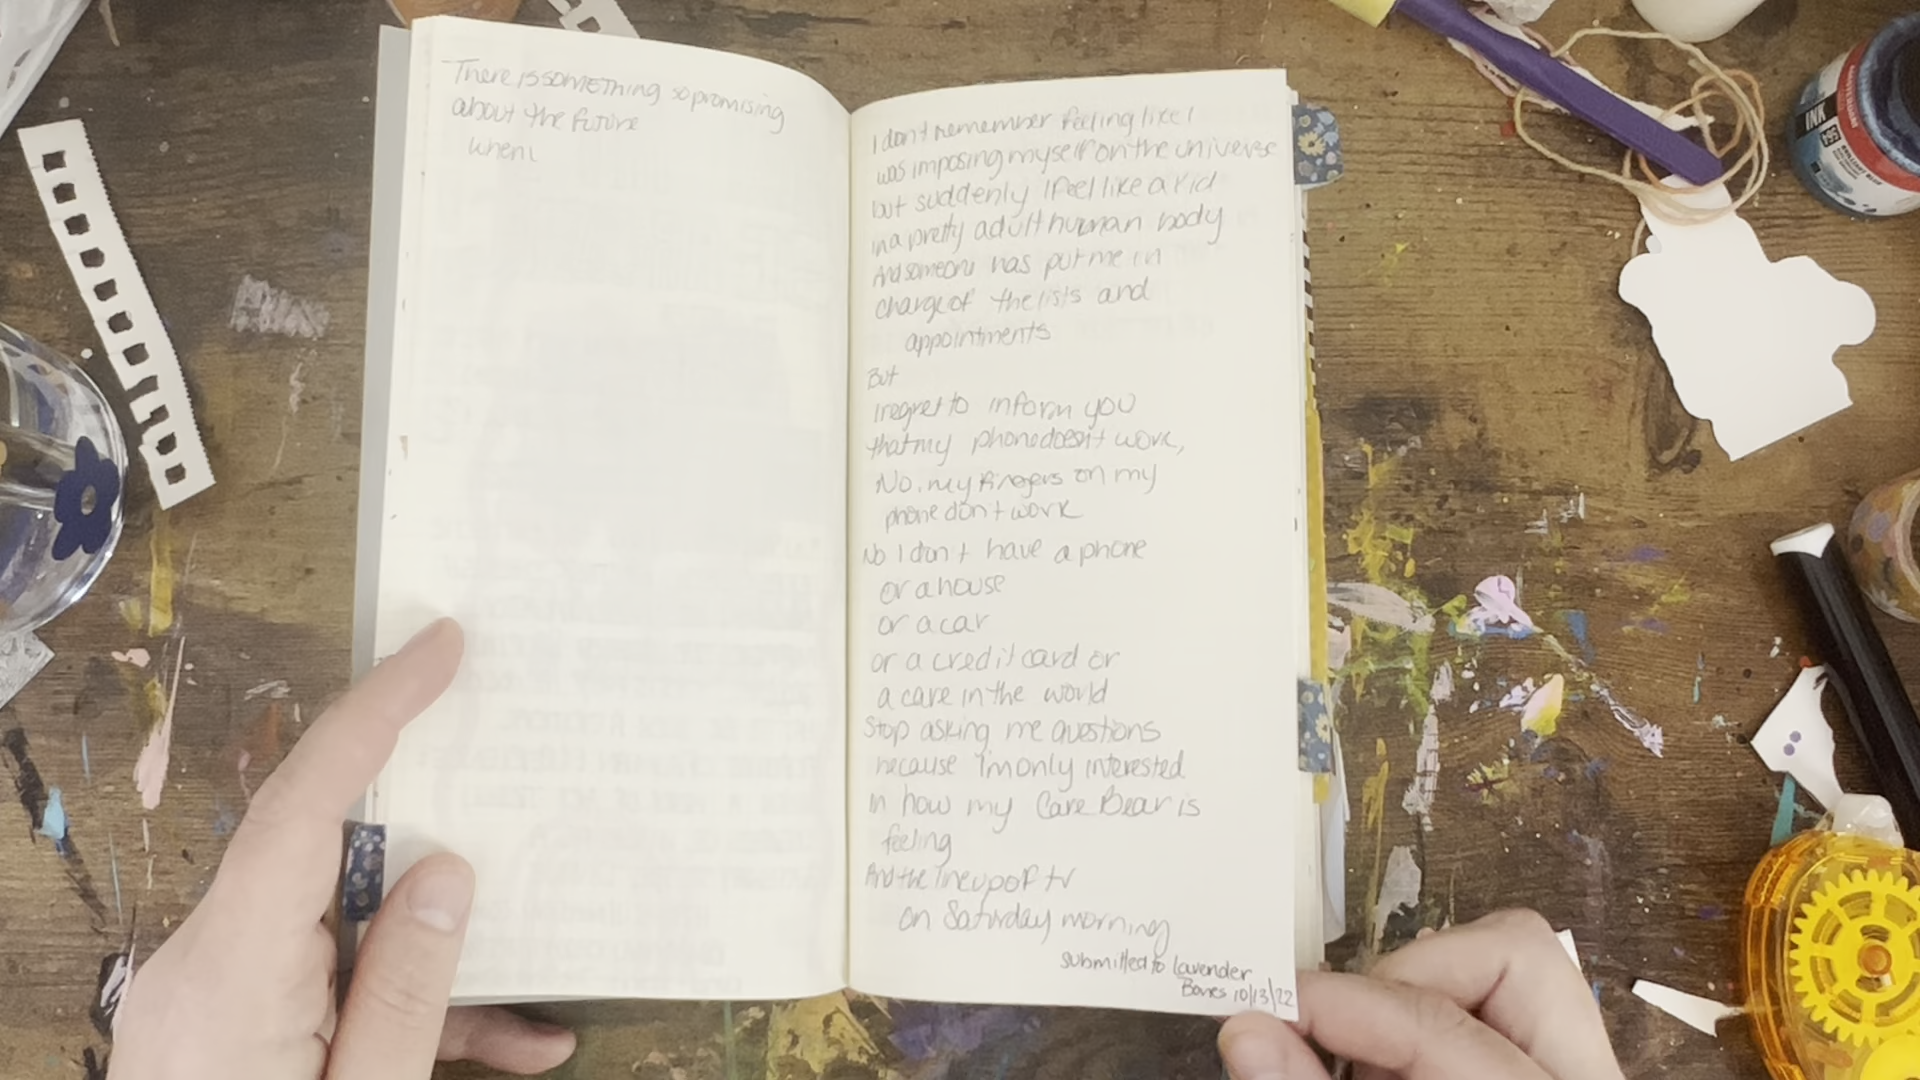 There is something so promising
about the future
when I
I don't remember feeling like I
was imposing myself on the universe
but suddenly I feel like a kid
in a pretty adult human body
And someone has put me in
charge of the lists and
appointments
But
I regret to inform you
that my phone doesn't work,
No, my fingers on my
phone don't work
No I don't have a phone
or a house
or a car
or a credit card or
a care in the world
Stop asking me questions
because I'm only interested
in how my Care Bear is
feeling
And the lineup of tv
on Saturday morning
submitted to lavender
Bones 10/13/22
INK